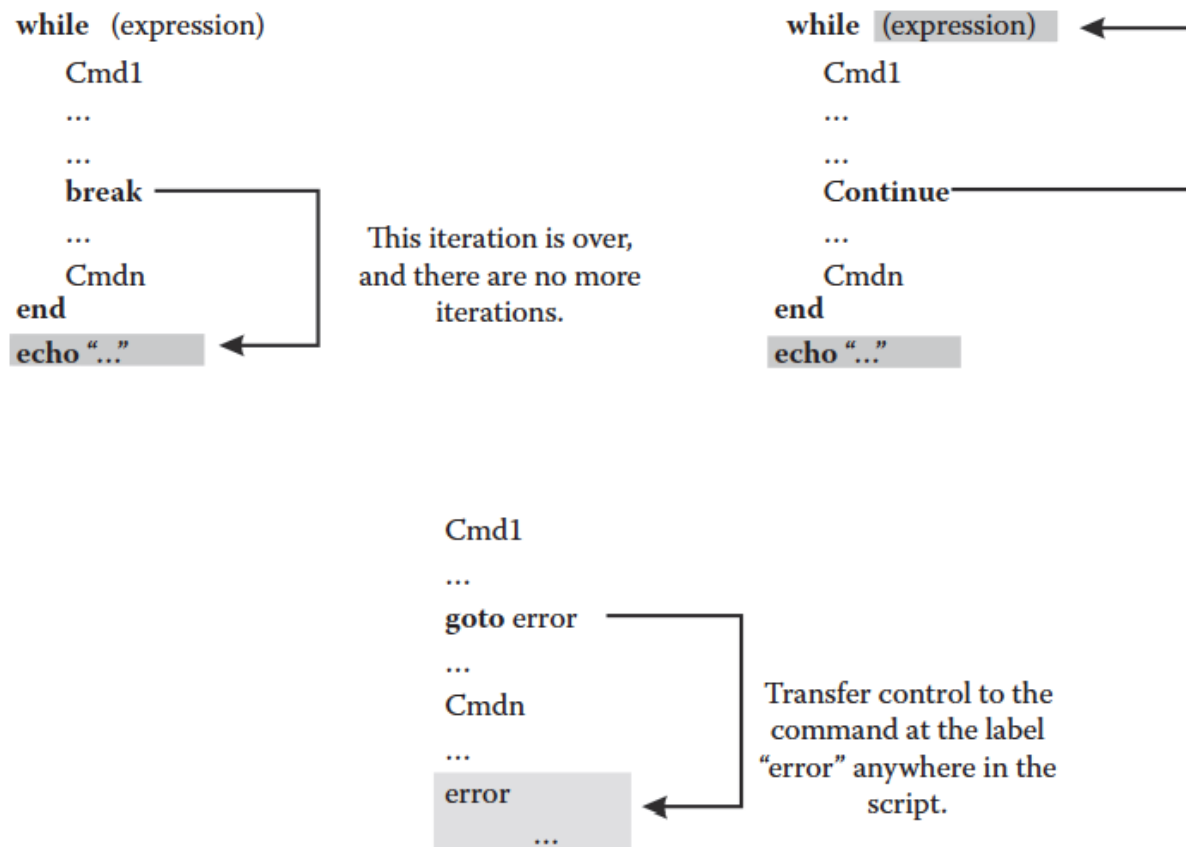 while (expression)
Cmd1
...
...
break
...
Cmdn
end
echo “...”
This iteration is over,
and there are no more
iterations.
while (expression)
Cmd1
...
...
Continue
...
Cmdn
end
echo “...”
Cmd1
...
goto error
...
Cmdn
...
error
...
Transfer control to the
command at the label
“error” anywhere in the
script.